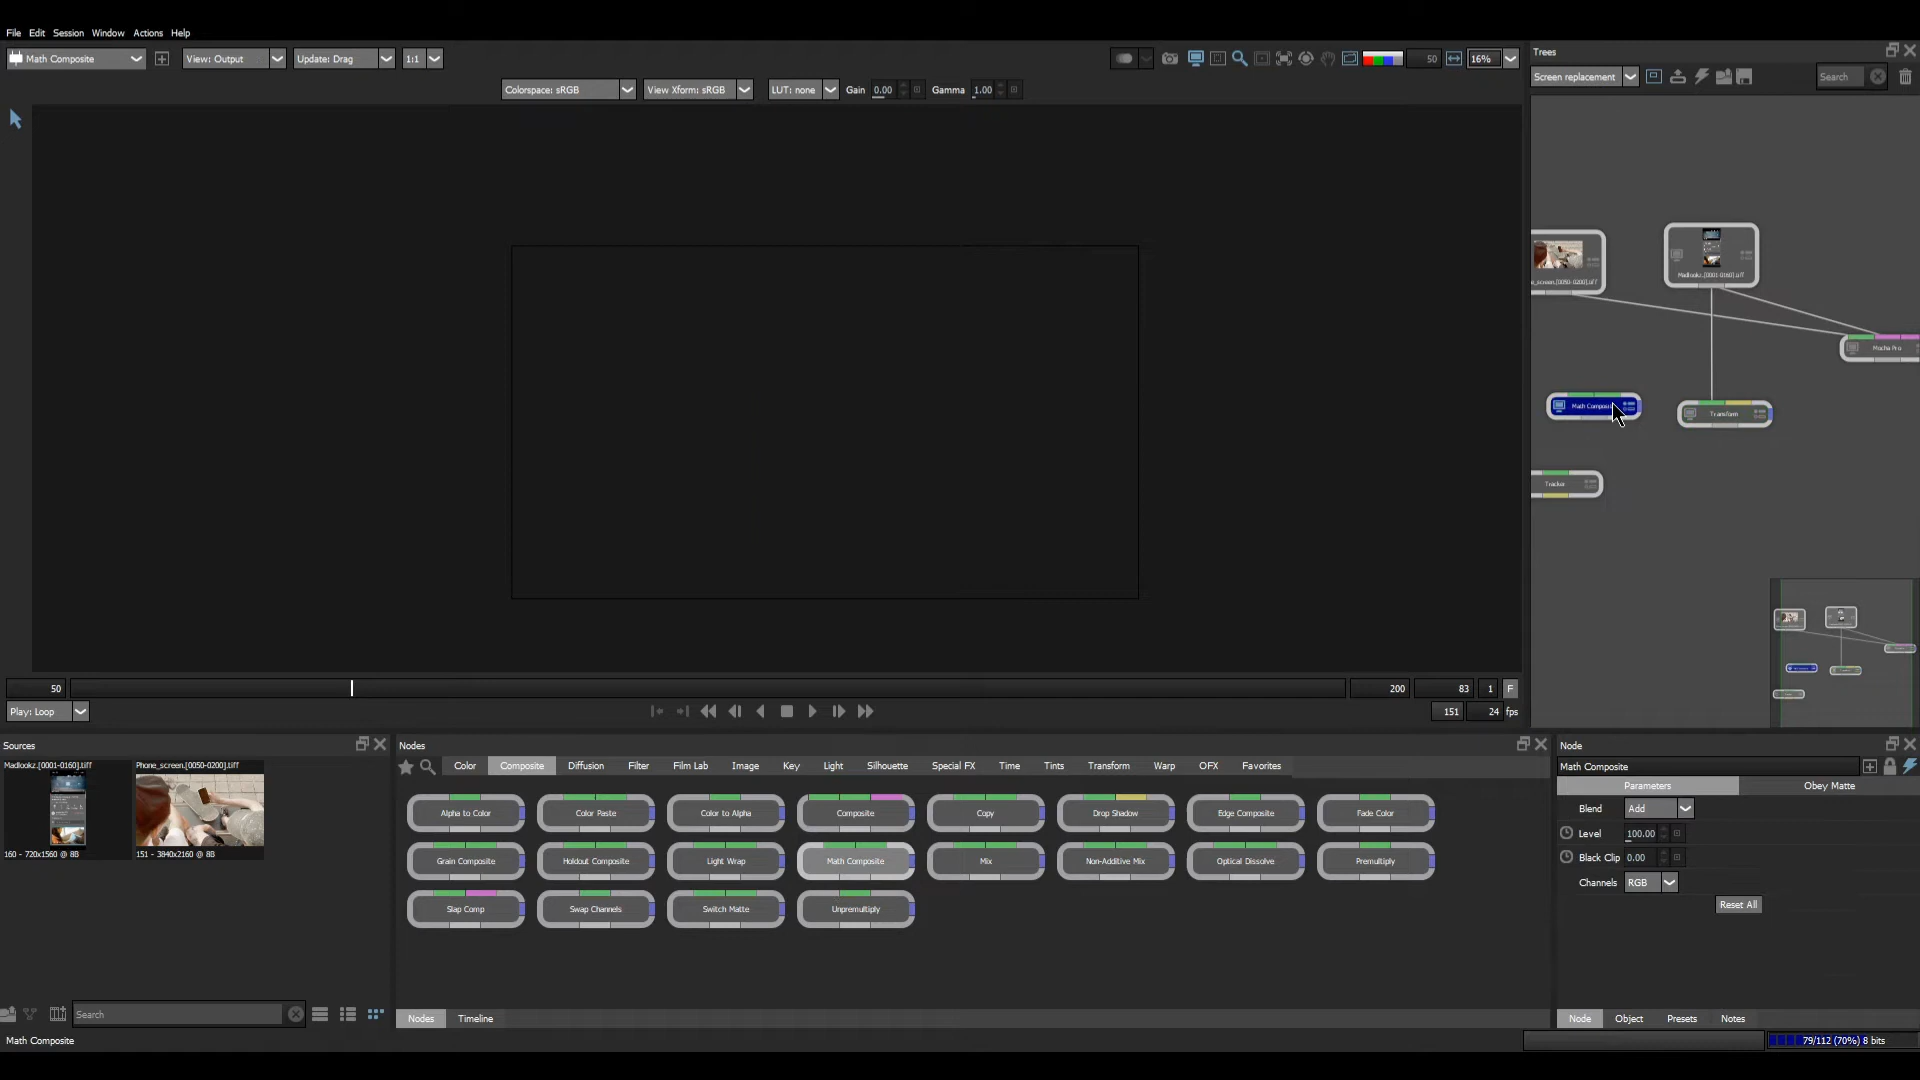 File Edit Session Window Actions Help
Math Composite View: Output Update: Drag 1:1 50 16%
Colorspace: sRGB View Xform: sRGB LUT: none Gain 0.00 Gamma 1.00
Trees
Screen replacement Search
e_screen.[0050-0200].tiff Madlookz.[0001-0160].tiff
Mocha Pro
Math Compos Transform
Tracker
50 200 83 1 F
Play: Loop 151 24 fps
Sources
Madlookz.[0001-0160].tiff Phone_screen.[0050-0200].tiff
160 - 720x1560 @ 8B 151 - 3840x2160 @ 8B
Search
Nodes
Color Composite Diffusion Filter Film Lab Image Key Light Silhouette Special FX Time Tints Transform Warp OFX Favorites
Alpha to Color Color Paste Color to Alpha Composite Copy Drop Shadow Edge Composite Fade Color
Grain Composite Holdout Composite Light Wrap Math Composite Mix Non-Additive Mix Optical Dissolve Premultiply
Slap Comp Swap Channels Switch Matte Unpremultiply
Nodes Timeline
Node
Math Composite
Parameters Obey Matte
Blend Add
Level 100.00
Black Clip 0.00
Channels RGB
Reset All
Node Object Presets Notes
Math Composite
79/112 (70%) 8 bits